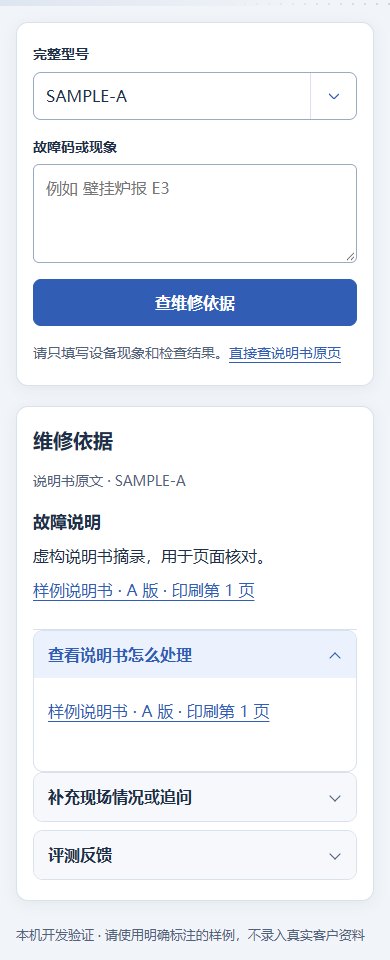 完整型号
SAMPLE-A
故障码或现象
例如 壁挂炉报 E3
查维修依据
请只填写设备现象和检查结果。直接查说明书原页
维修依据
说明书原文 · SAMPLE-A
故障说明
虚构说明书摘录，用于页面核对。
样例说明书 · A 版 · 印刷第 1 页
查看说明书怎么处理
样例说明书 · A 版 · 印刷第 1 页
补充现场情况或追问
评测反馈
本机开发验证 · 请使用明确标注的样例，不录入真实客户资料